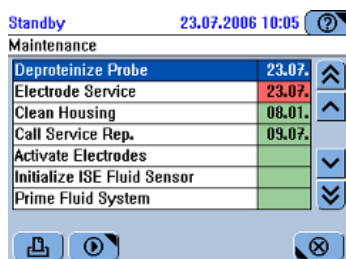 Standby 23.07.2006 10:05 ?
Maintenance
Deproteinize Probe 23.07.
Electrode Service 23.07.
Clean Housing 08.01.
Call Service Rep. 09.07.
Activate Electrodes
Initialize ISE Fluid Sensor
Prime Fluid System